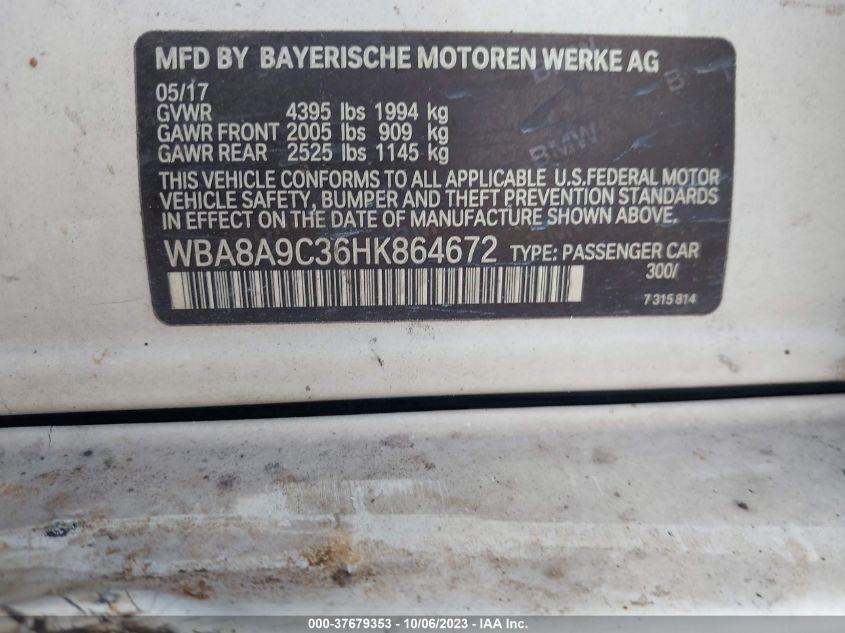 MFD BY BAYERISCHE MOTOREN WERKE AG
05/17
GVWR 4395 lbs 1994 kg
GAWR FRONT 2005 lbs 909 kg
GAWR REAR 2525 lbs 1145 kg
THIS VEHICLE CONFORMS TO ALL APPLICABLE U.S.FEDERAL MOTOR
VEHICLE SAFETY, BUMPER AND THEFT PREVENTION STANDARDS
IN EFFECT ON THE DATE OF MANUFACTURE SHOWN ABOVE.
WBA8A9C36HK864672 TYPE: PASSENGER CAR
300/
7 315 814
BMW
BMW
000-37679353 - 10/06/2023 - IAA Inc.